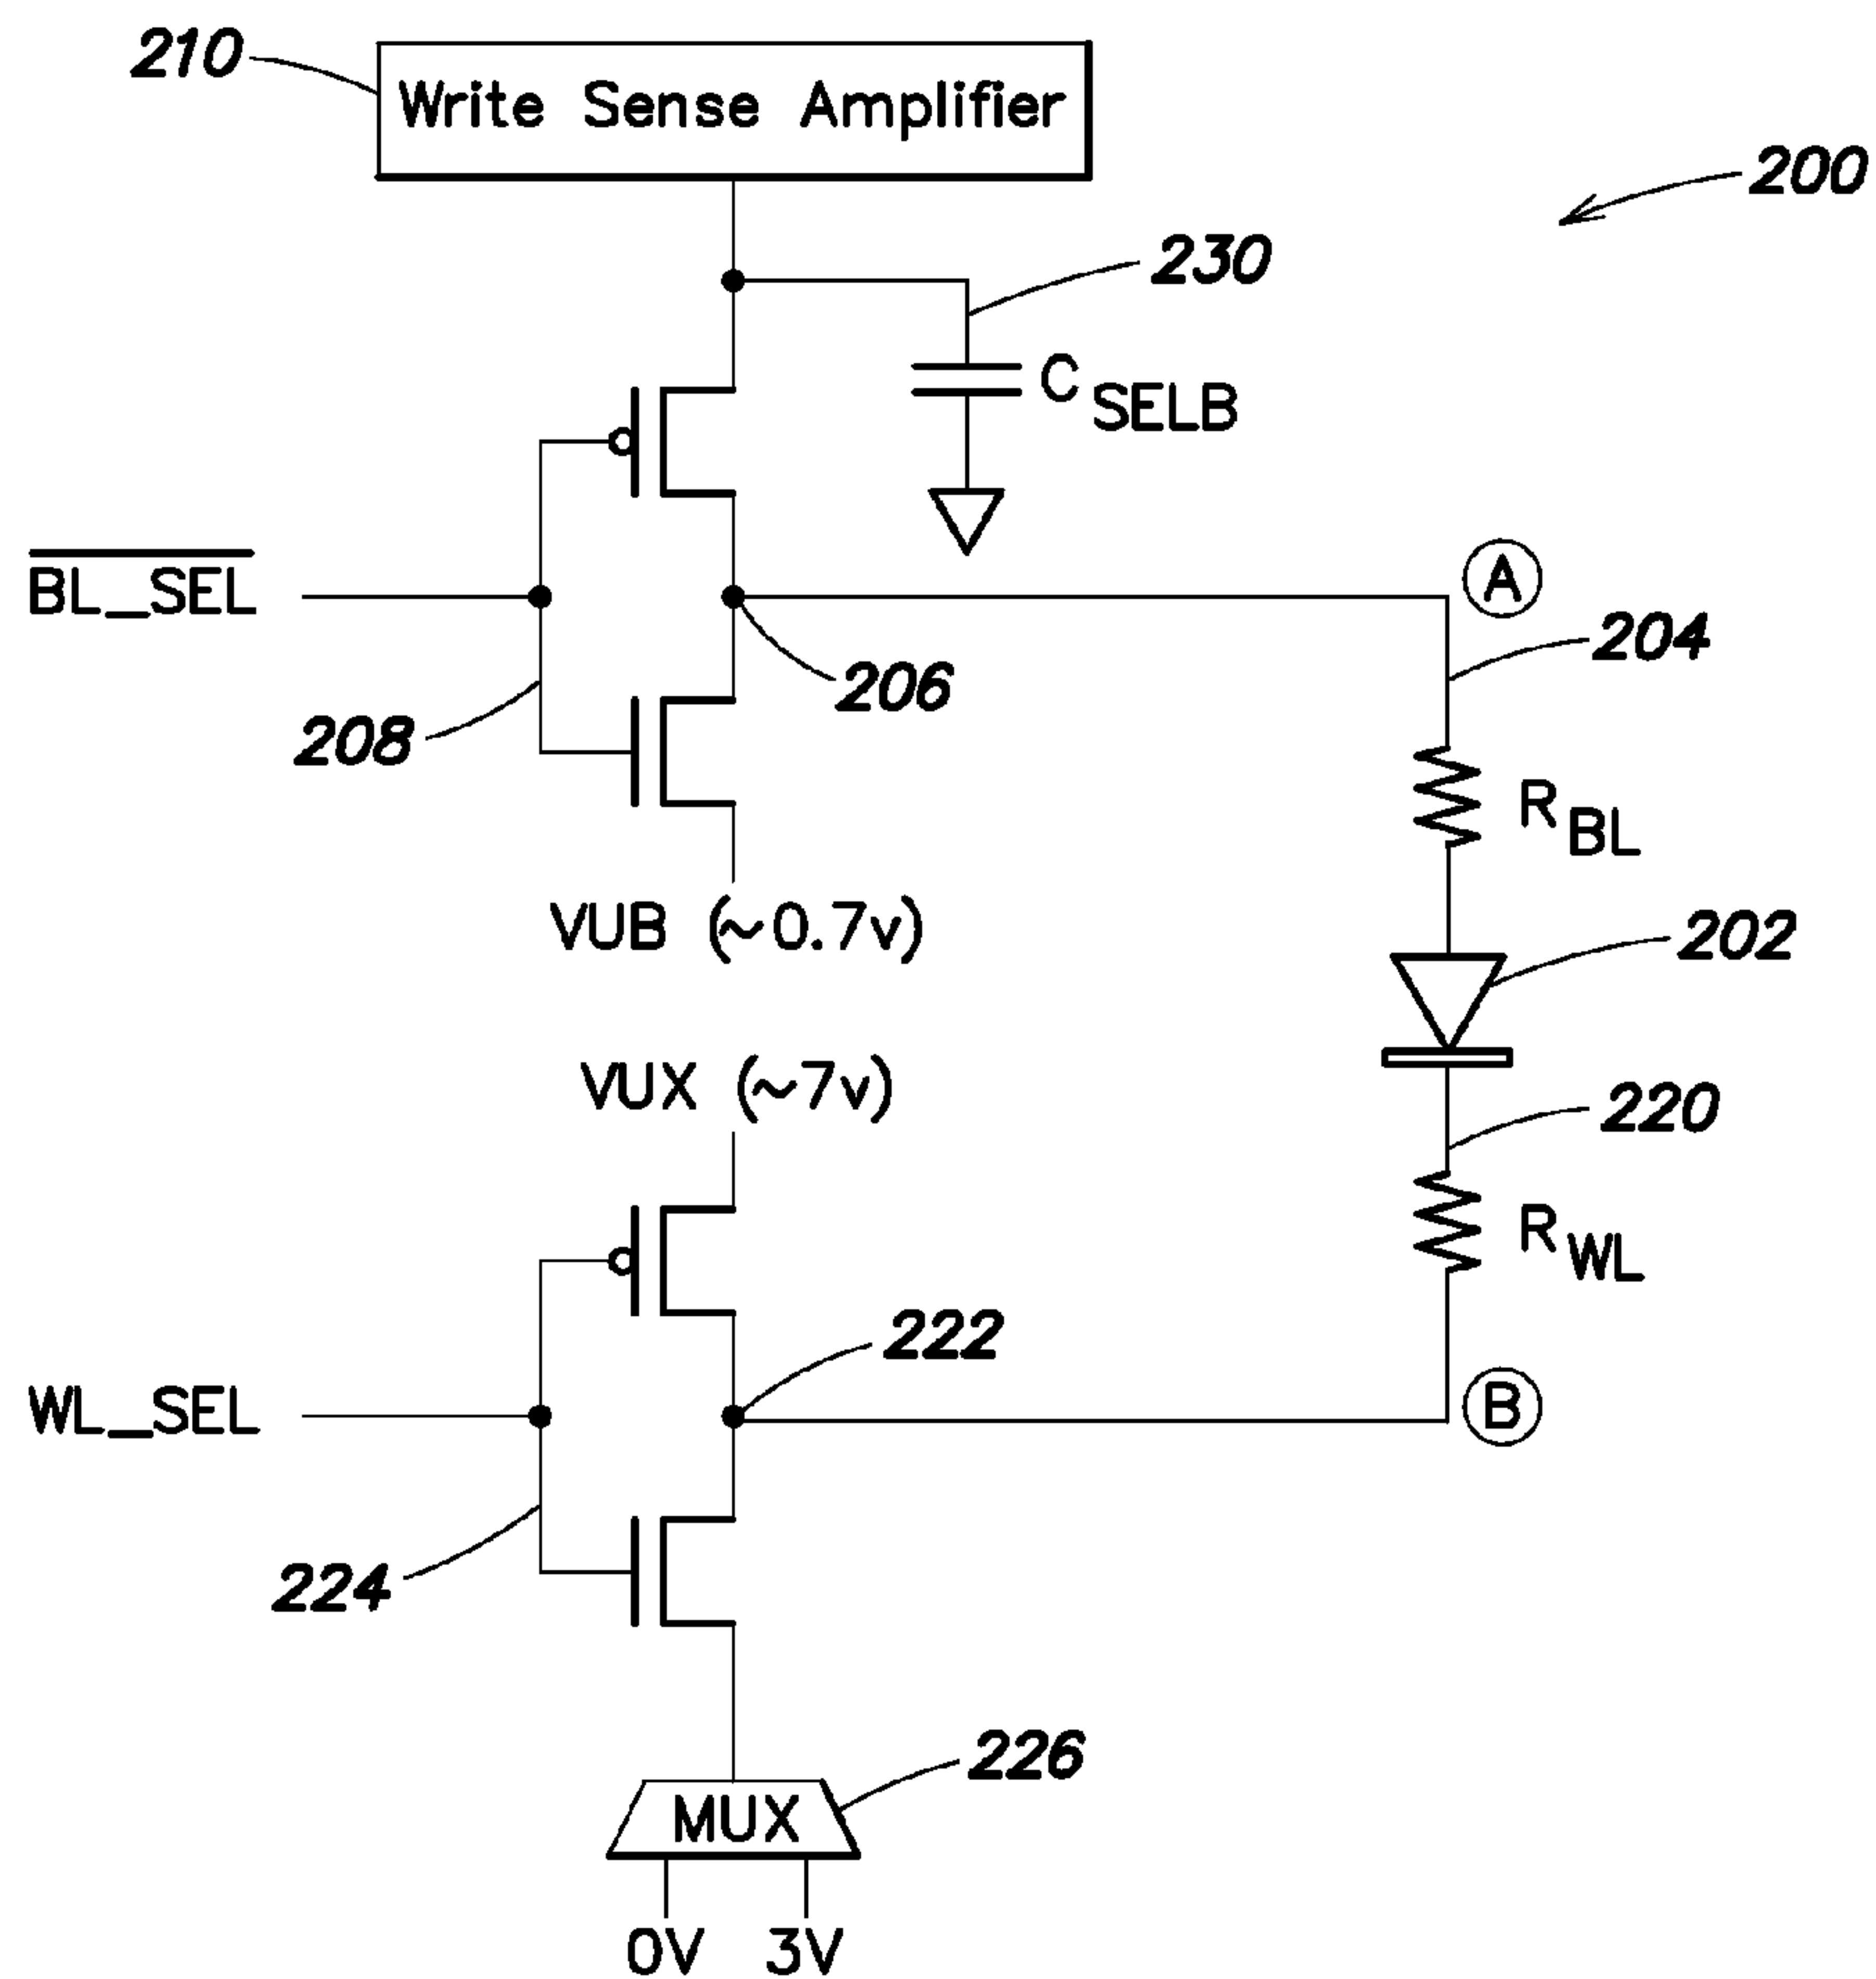 210
Write Sense Amplifier
200
230
C SELB
BL_SEL
A
204
206
208
R BL
VUB (~0.7v)
202
VUX (~7v)
220
R WL
222
WL_SEL
B
224
226
MUX
0V 3V